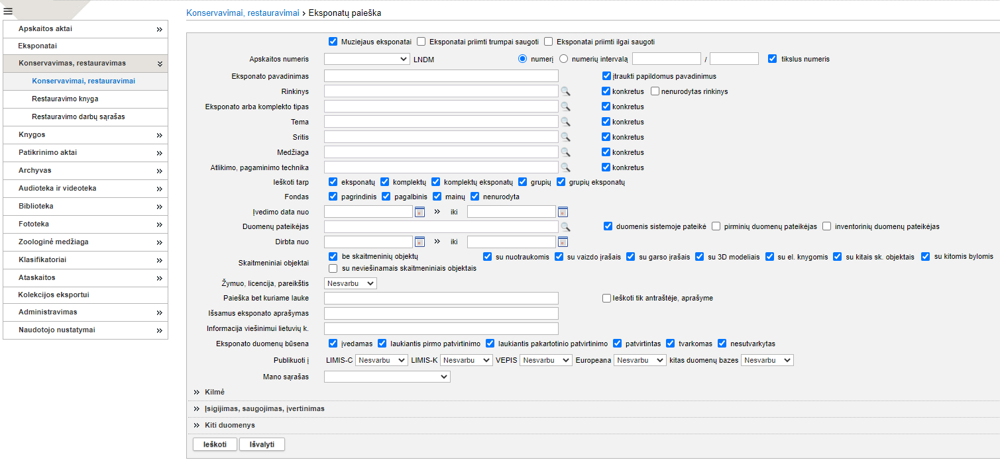 Konservavimai, restauravimai › Eksponatų paieška
Apskaitos aktai
Eksponatai
Konservavimas, restauravimas
Konservavimai, restauravimai
Restauravimo knyga
Restauravimo darbų sąrašas
Knygos
Patikrinimo aktai
Archyvas
Audioteka ir videoteka
Biblioteka
Fototeka
Zoologinė medžiaga
Klasifikatoriai
Ataskaitos
Kolekcijos eksportui
Administravimas
Naudotojo nustatymai
Muziejaus eksponatai Eksponatai priimti trumpai saugoti Eksponatai priimti ilgai saugoti
Apskaitos numeris LNDM numerį numerių intervalą / tikslus numeris
Eksponato pavadinimas įtraukti papildomus pavadinimus
Rinkinys konkretus nenurodytas rinkinys
Eksponato arba komplekto tipas konkretus
Tema konkretus
Sritis konkretus
Medžiaga konkretus
Atlikimo, pagaminimo technika konkretus
Ieškoti tarp eksponatų komplektų komplektų eksponatų grupių grupių eksponatų
Fondas pagrindinis pagalbinis mainų nenurodyta
Įvedimo data nuo » iki
Duomenų pateikėjas duomenis sistemoje pateikė pirminių duomenų pateikėjas inventorinių duomenų pateikėjas
Dirbta nuo » iki
Skaitmeniniai objektai be skaitmeninių objektų su nuotraukomis su vaizdo įrašais su garso įrašais su 3D modeliais su el. knygomis su kitais sk. objektais su kitomis bylomis
su neviešinamais skaitmeniniais objektais
Žymuo, licencija, pareikštis Nesvarbu
Paieška bet kuriame lauke Ieškoti tik antraštėje, aprašyme
Išsamus eksponato aprašymas
Informacija viešinimui lietuvių k.
Eksponato duomenų būsena įvedamas laukiantis pirmo patvirtinimo laukiantis pakartotinio patvirtinimo patvirtintas tvarkomas nesutvarkytas
Publikuoti į LIMIS-C Nesvarbu LIMIS-K Nesvarbu VEPIS Nesvarbu Europeana Nesvarbu kitas duomenų bazes Nesvarbu
Mano sąrašas
» Kilmė
» Įsigijimas, saugojimas, įvertinimas
» Kiti duomenys
Ieškoti Išvalyti